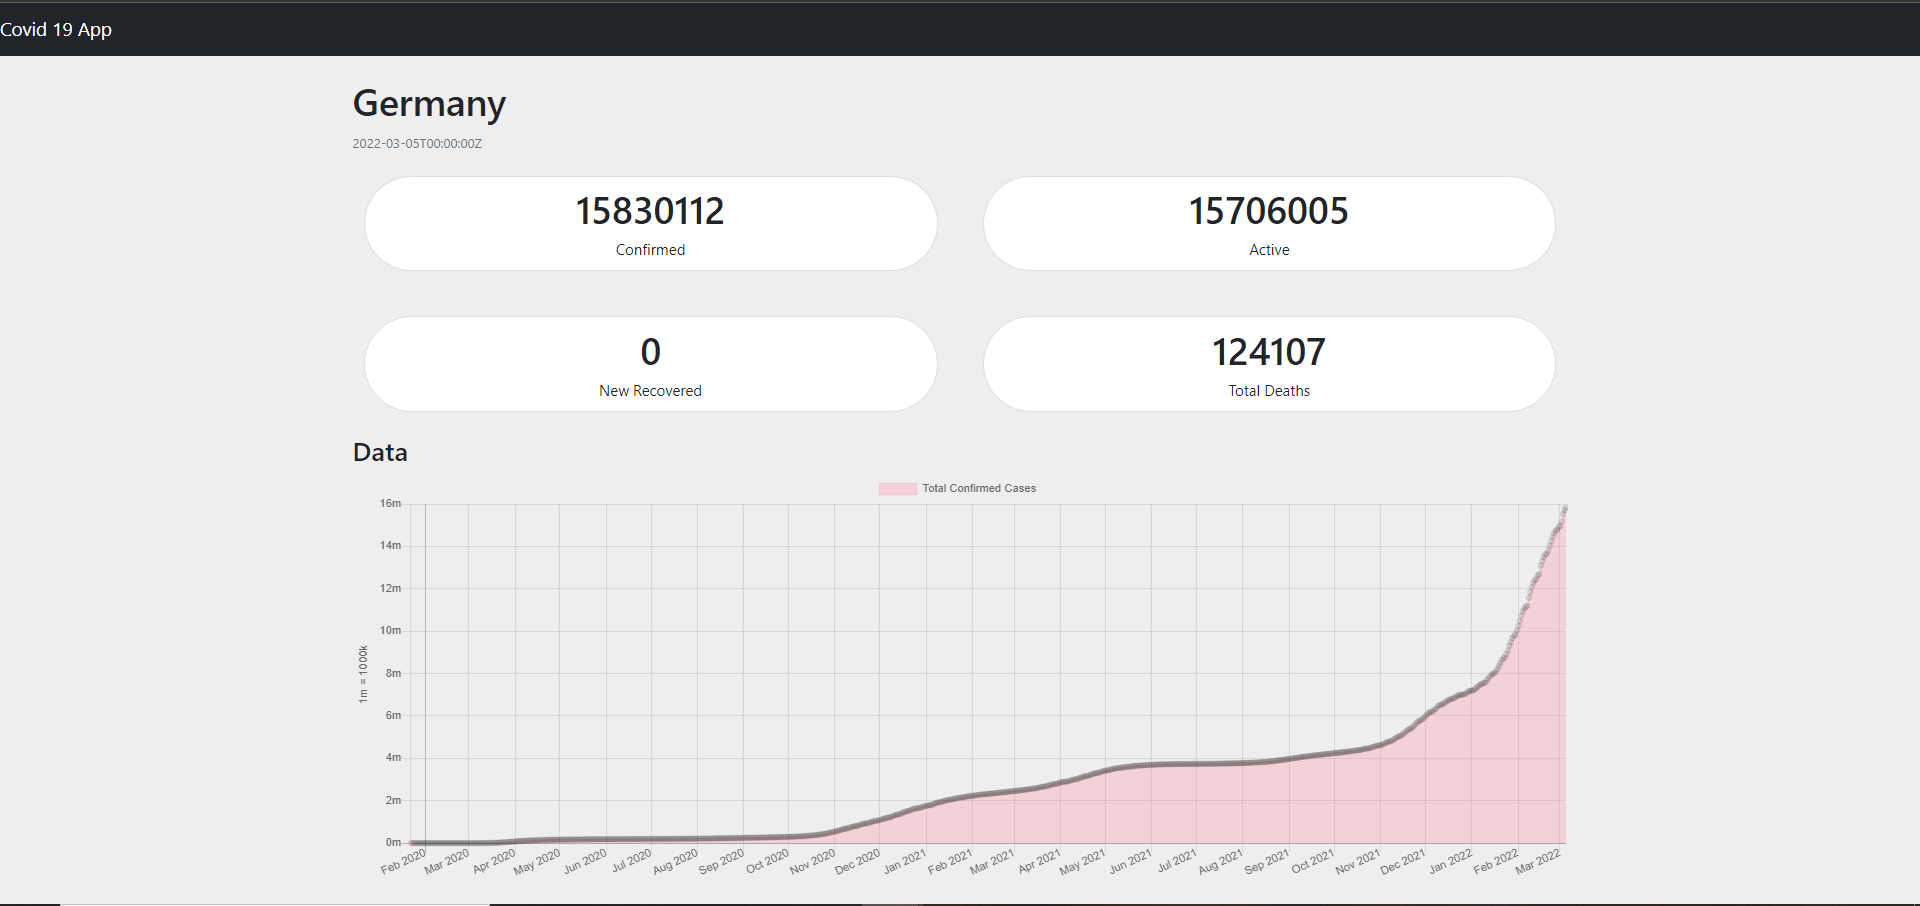 Covid 19 App
Germany
2022-03-05T00:00:00Z
15830112
Confirmed
15706005
Active
0
New Recovered
124107
Total Deaths
Data
Total Confirmed Cases
16m
14m
12m
10m
8m
6m
4m
2m
0m
1m = 1000k
Feb 2020
Mar 2020
Apr 2020
May 2020
Jun 2020
Jul 2020
Aug 2020
Sep 2020
Oct 2020
Nov 2020
Dec 2020
Jan 2021
Feb 2021
Mar 2021
Apr 2021
May 2021
Jun 2021
Jul 2021
Aug 2021
Sep 2021
Oct 2021
Nov 2021
Dec 2021
Jan 2022
Feb 2022
Mar 2022